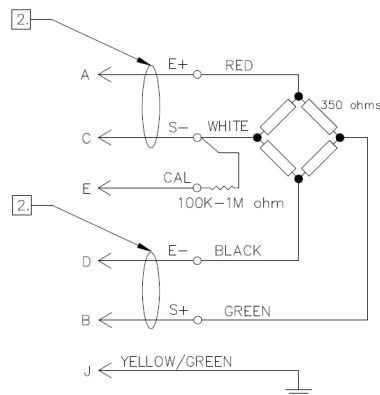 2.
A E+ RED
350 ohms
C S- WHITE
E CAL
100K-1M ohm
2.
D E- BLACK
B S+ GREEN
J YELLOW/GREEN